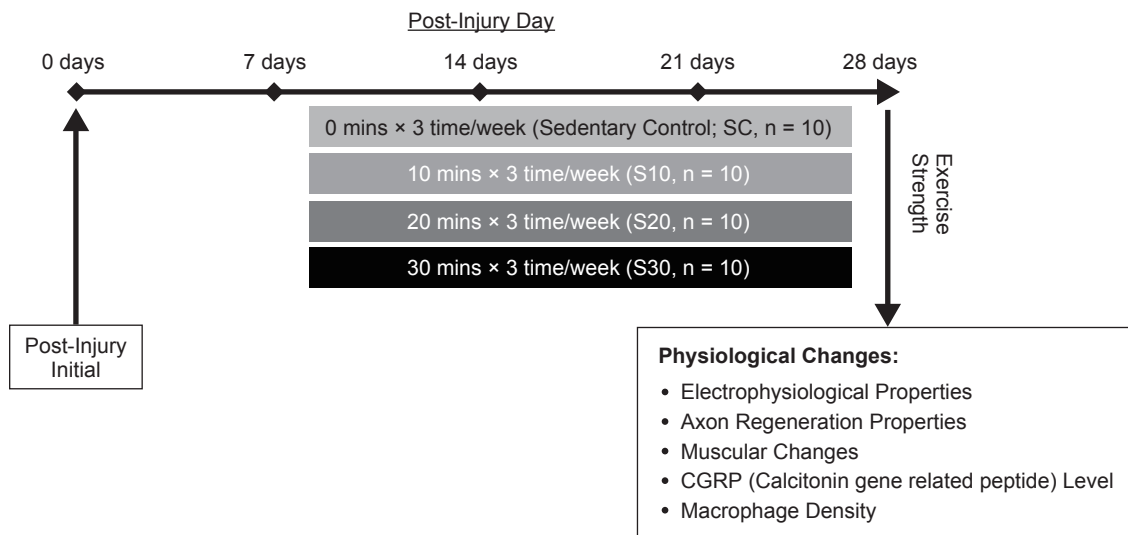 Post-Injury Day
0 days
7 days
14 days
21 days
28 days
0 mins × 3 time/week (Sedentary Control; SC, n = 10)
10 mins × 3 time/week (S10, n = 10)
20 mins × 3 time/week (S20, n = 10)
30 mins × 3 time/week (S30, n = 10)
Exercise
Strength
Post-Injury
Initial
Physiological Changes:
• Electrophysiological Properties
• Axon Regeneration Properties
• Muscular Changes
• CGRP (Calcitonin gene related peptide) Level
• Macrophage Density